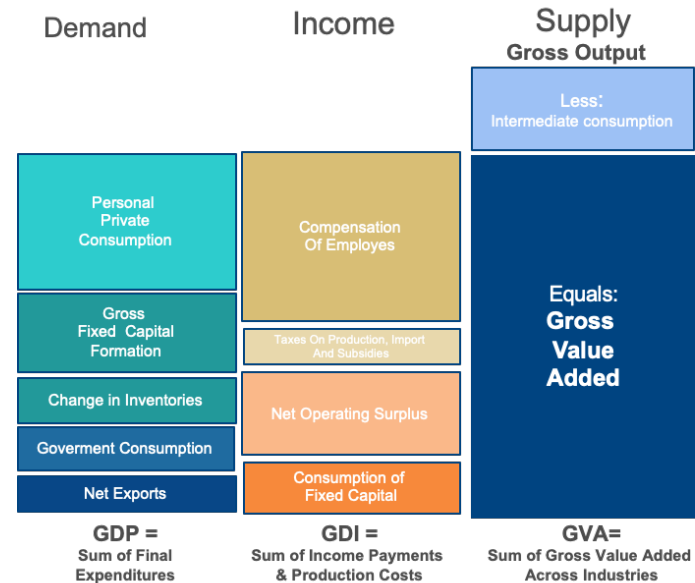 Demand
Personal
Private
Consumption
Gross
Fixed Capital
Formation
Change in Inventories
Goverment Consumption
Net Exports
GDP =
Sum of Final
Expenditures
Income
Compensation
Of Employes
Taxes On Production, Import
And Subsidies
Net Operating Surplus
Consumption of
Fixed Capital
GDI =
Sum of Income Payments
& Production Costs
Supply
Gross Output
Less:
Intermediate consumption
Equals:
Gross
Value
Added
GVA=
Sum of Gross Value Added
Across Industries